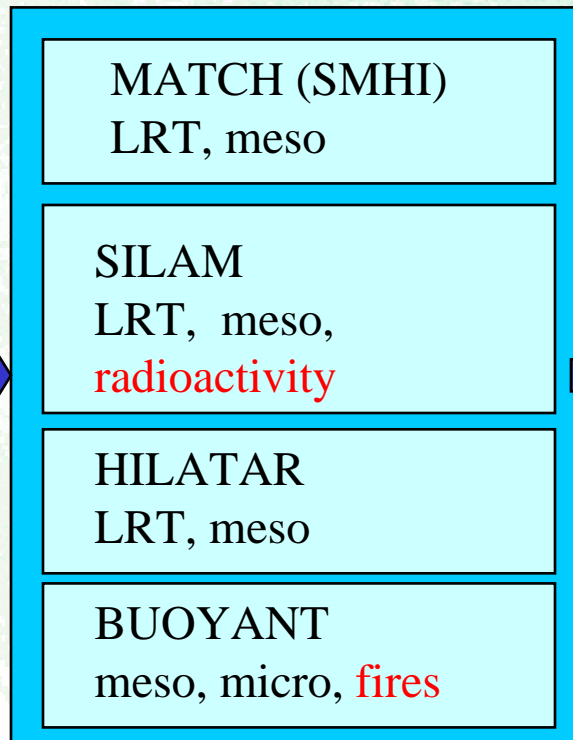 MATCH (SMHI)
LRT, meso
SILAM
LRT, meso,
radioactivity
HILATAR
LRT, meso
BUOYANT
meso, micro, fires